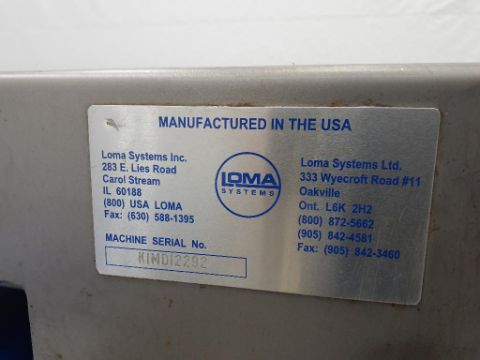 MANUFACTURED IN THE USA
Loma Systems Inc.
283 E. Lies Road
Carol Stream
IL 60188
(800) USA LOMA
Fax: (630) 588-1395
LOMA
SYSTEMS
Loma Systems Ltd.
333 Wyecroft Road #11
Oakville
Ont. L6K 2H2
(800) 872-5662
(905) 842-4581
Fax: (905) 842-3460
MACHINE SERIAL No.
KIMD12292